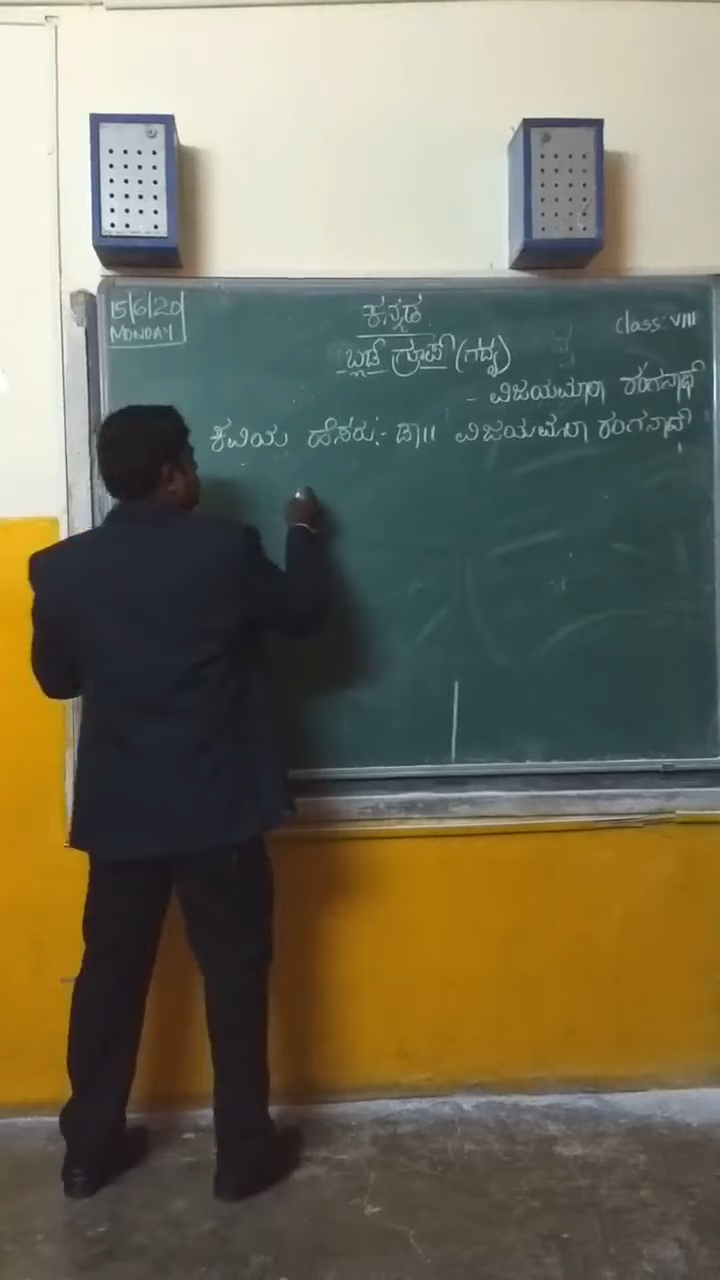 15/6/20
MONDAY
ಕನ್ನಡ
Class: VIII
ಬ್ಲಡ್ ಗ್ರೂಪ್ (ಗದ್ಯ)
- ವಿಜಯಮಾಲಾ ರಂಗನಾಥ್
ಕವಿಯ ಹೆಸರು:- ಡಾ|| ವಿಜಯಮಾಲಾ ರಂಗನಾಥ್